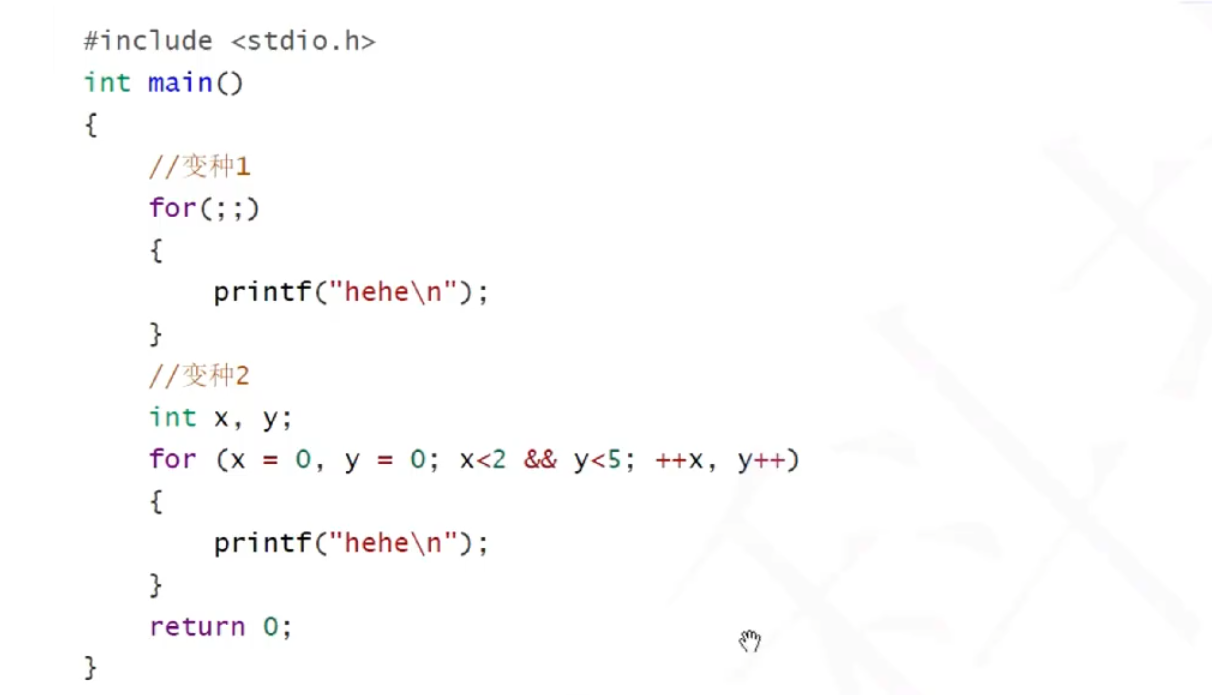 #include <stdio.h>
int main()
{
    //变种1
    for(;;)
    {
        printf("hehe\n");
    }
    //变种2
    int x, y;
    for (x = 0, y = 0; x<2 && y<5; ++x, y++)
    {
        printf("hehe\n");
    }
    return 0;
}